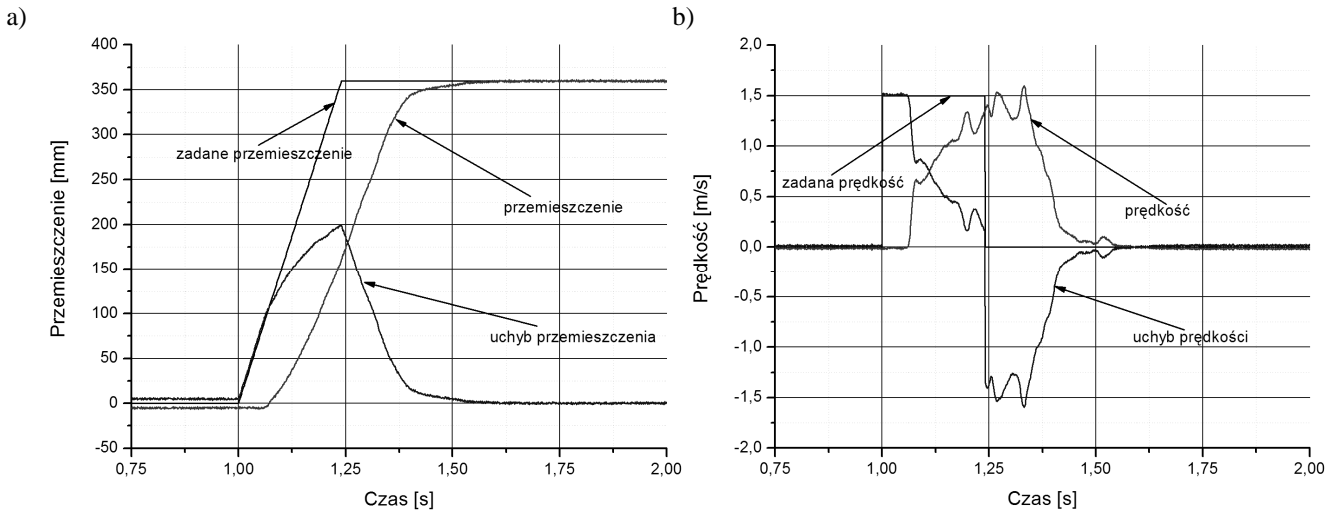 a)
400
350
300
250
200
150
100
50
0
-50
Przemieszczenie [mm]
zadane przemieszczenie
przemieszczenie
uchyb przemieszczenia
0,75
1,00
1,25
1,50
1,75
2,00
Czas [s]
b)
2,0
1,5
1,0
0,5
0,0
-0,5
-1,0
-1,5
-2,0
Prędkość [m/s]
zadana prędkość
prędkość
uchyb prędkości
0,75
1,00
1,25
1,50
1,75
2,00
Czas [s]